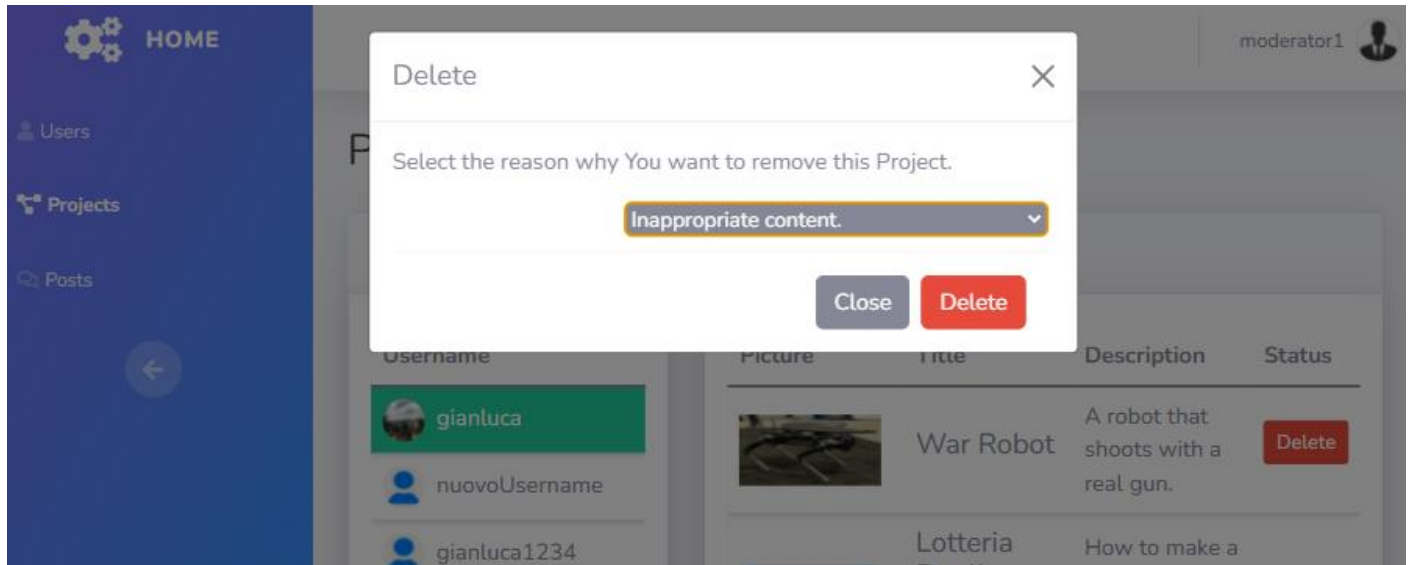 HOME
moderator1
Delete
Users
P
Select the reason why You want to remove this Project.
Projects
Inappropriate content.
Posts
Close
Delete
Username
Picture
Title
Description
Status
gianluca
War Robot
A robot that
shoots with a
real gun.
Delete
nuovoUsername
gianluca1234
Lotteria
How to make a